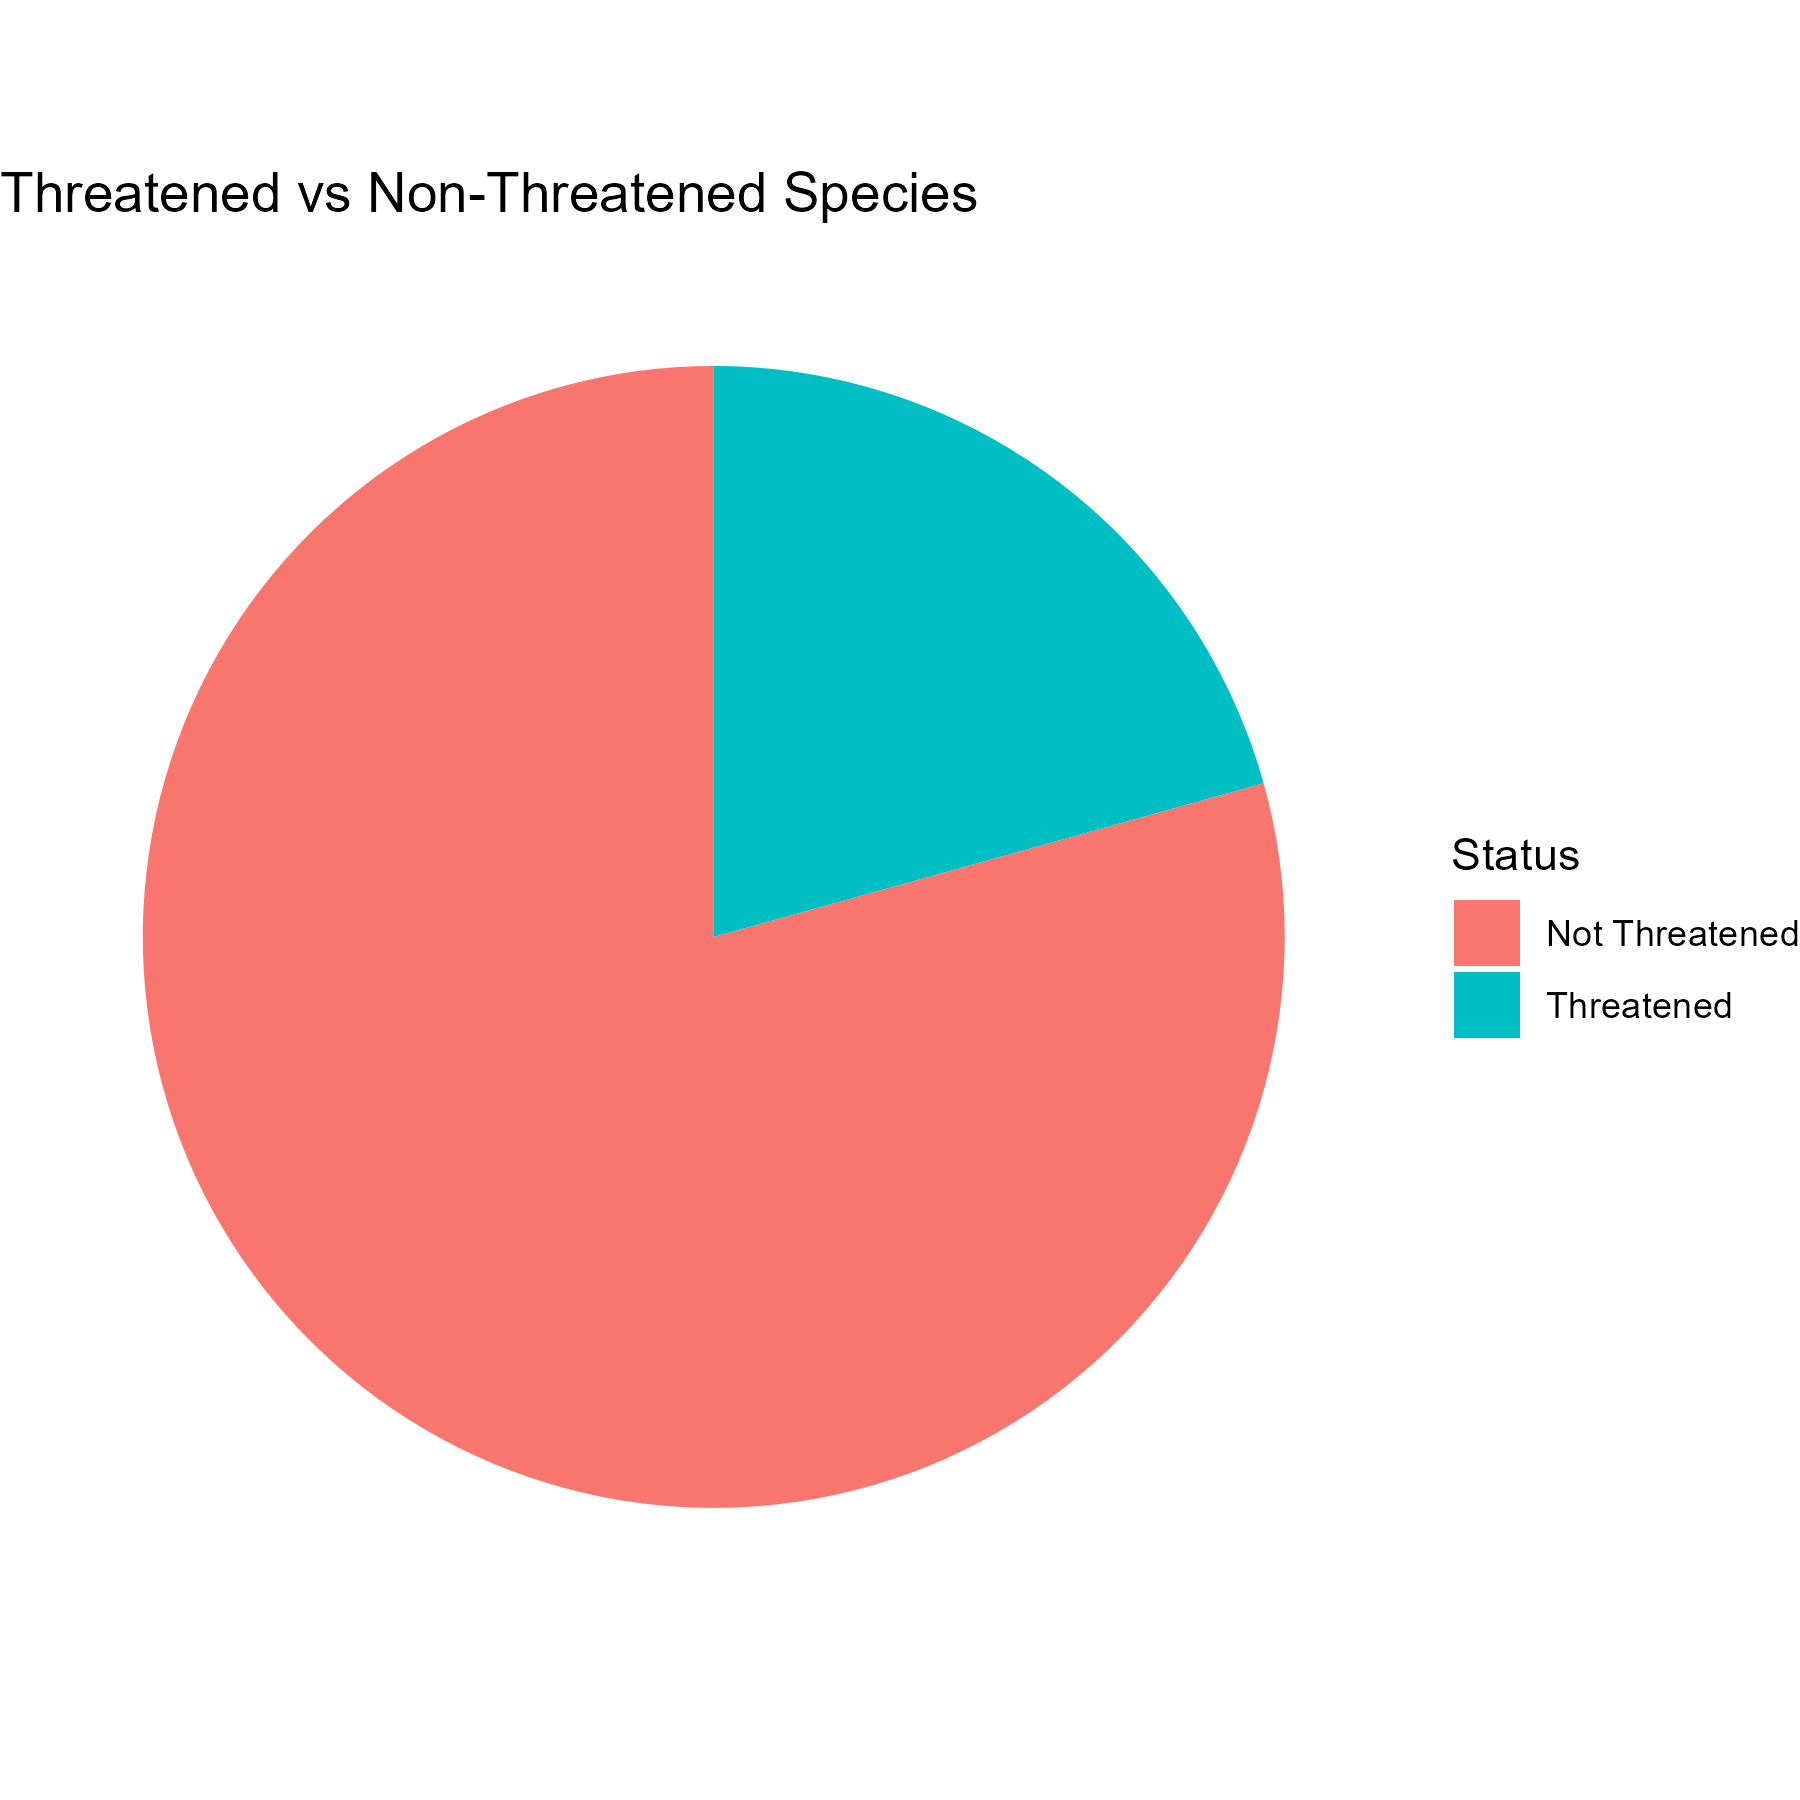 Threatened vs Non-Threatened Species
Status
Not Threatened
Threatened